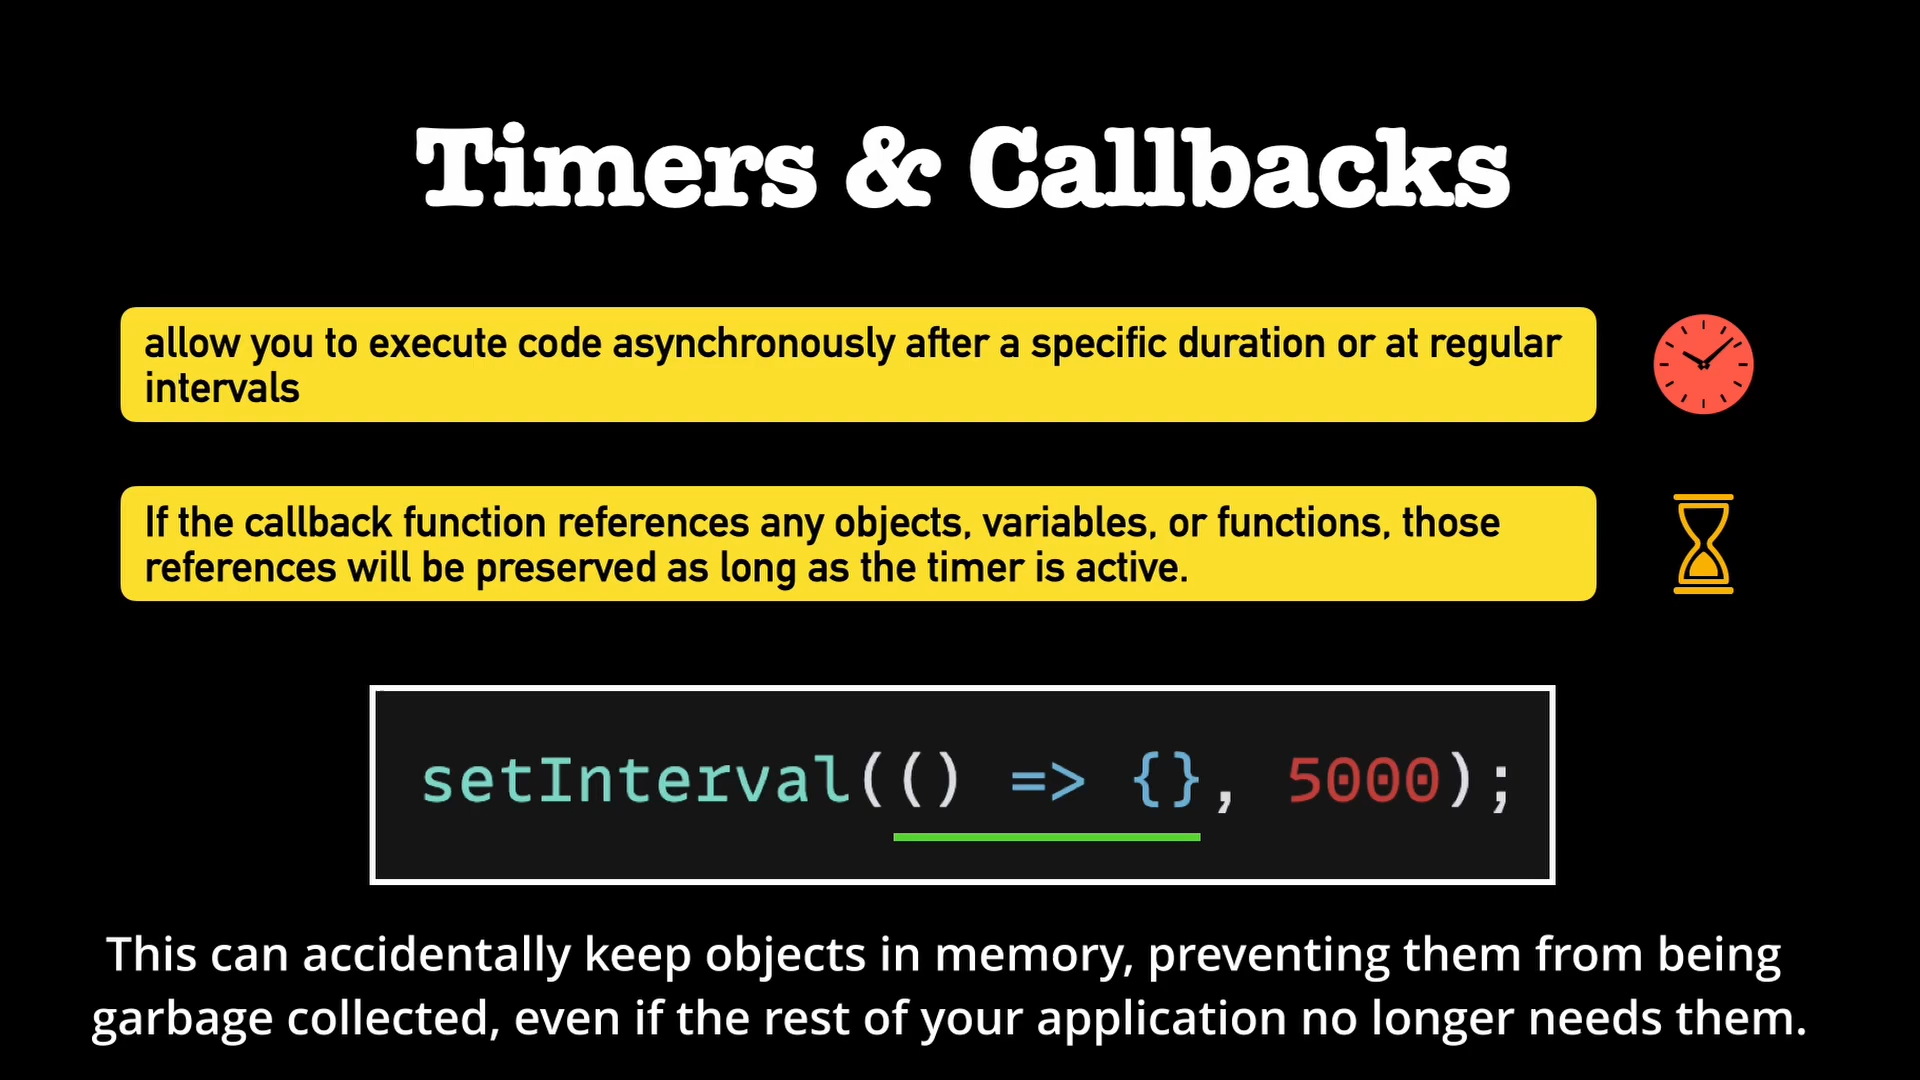 Timers & Callbacks
allow you to execute code asynchronously after a specific duration or at regular
intervals
If the callback function references any objects, variables, or functions, those
references will be preserved as long as the timer is active.
setInterval(() => {}, 5000);
This can accidentally keep objects in memory, preventing them from being
garbage collected, even if the rest of your application no longer needs them.